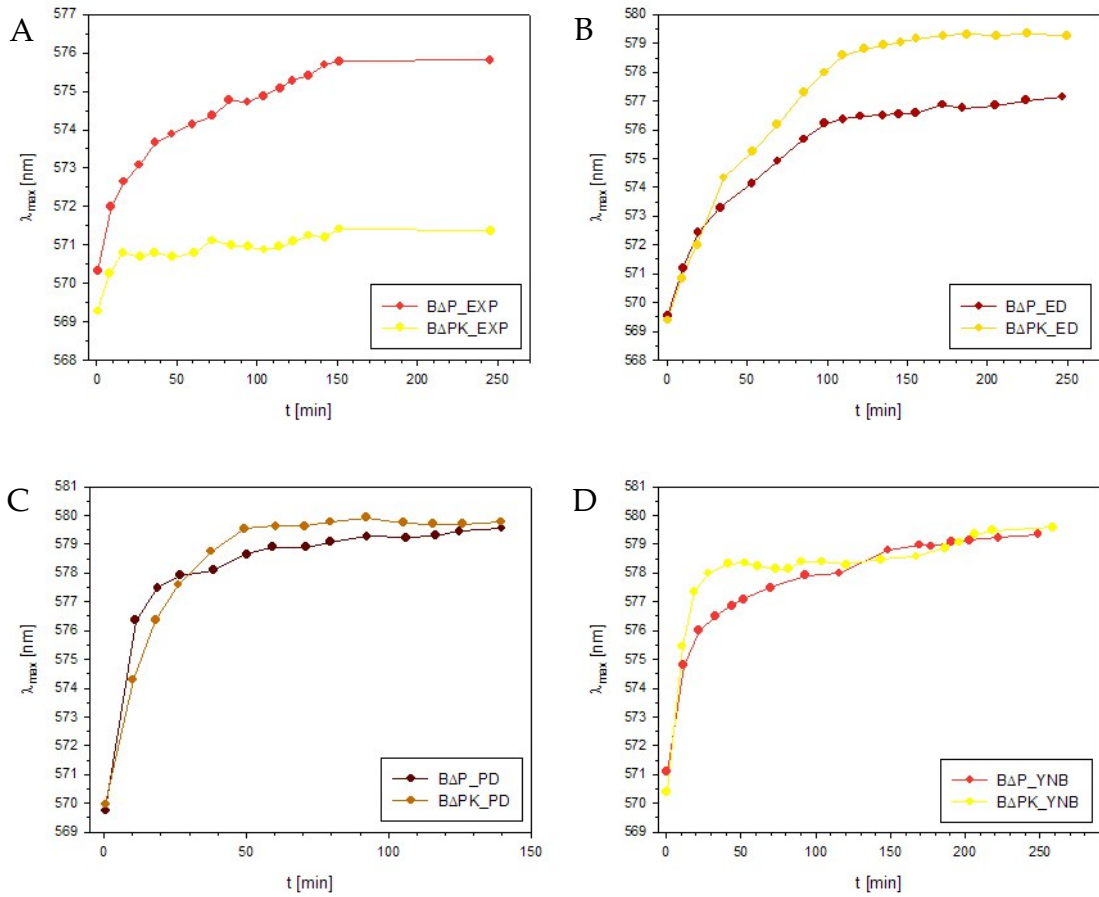 A
577
576
575
574
573
572
571
570
569
568
λmax [nm]
0 50 100 150 200 250
t [min]
BΔP_EXP
BΔPK_EXP
B
580
579
578
577
576
575
574
573
572
571
570
569
568
λmax [nm]
0 50 100 150 200 250
t [min]
BΔP_ED
BΔPK_ED
C
581
580
579
578
577
576
575
574
573
572
571
570
569
λmax [nm]
0 50 100 150
t [min]
BΔP_PD
BΔPK_PD
D
581
580
579
578
577
576
575
574
573
572
571
570
569
λmax [nm]
0 50 100 150 200 250
t [min]
BΔP_YNB
BΔPK_YNB